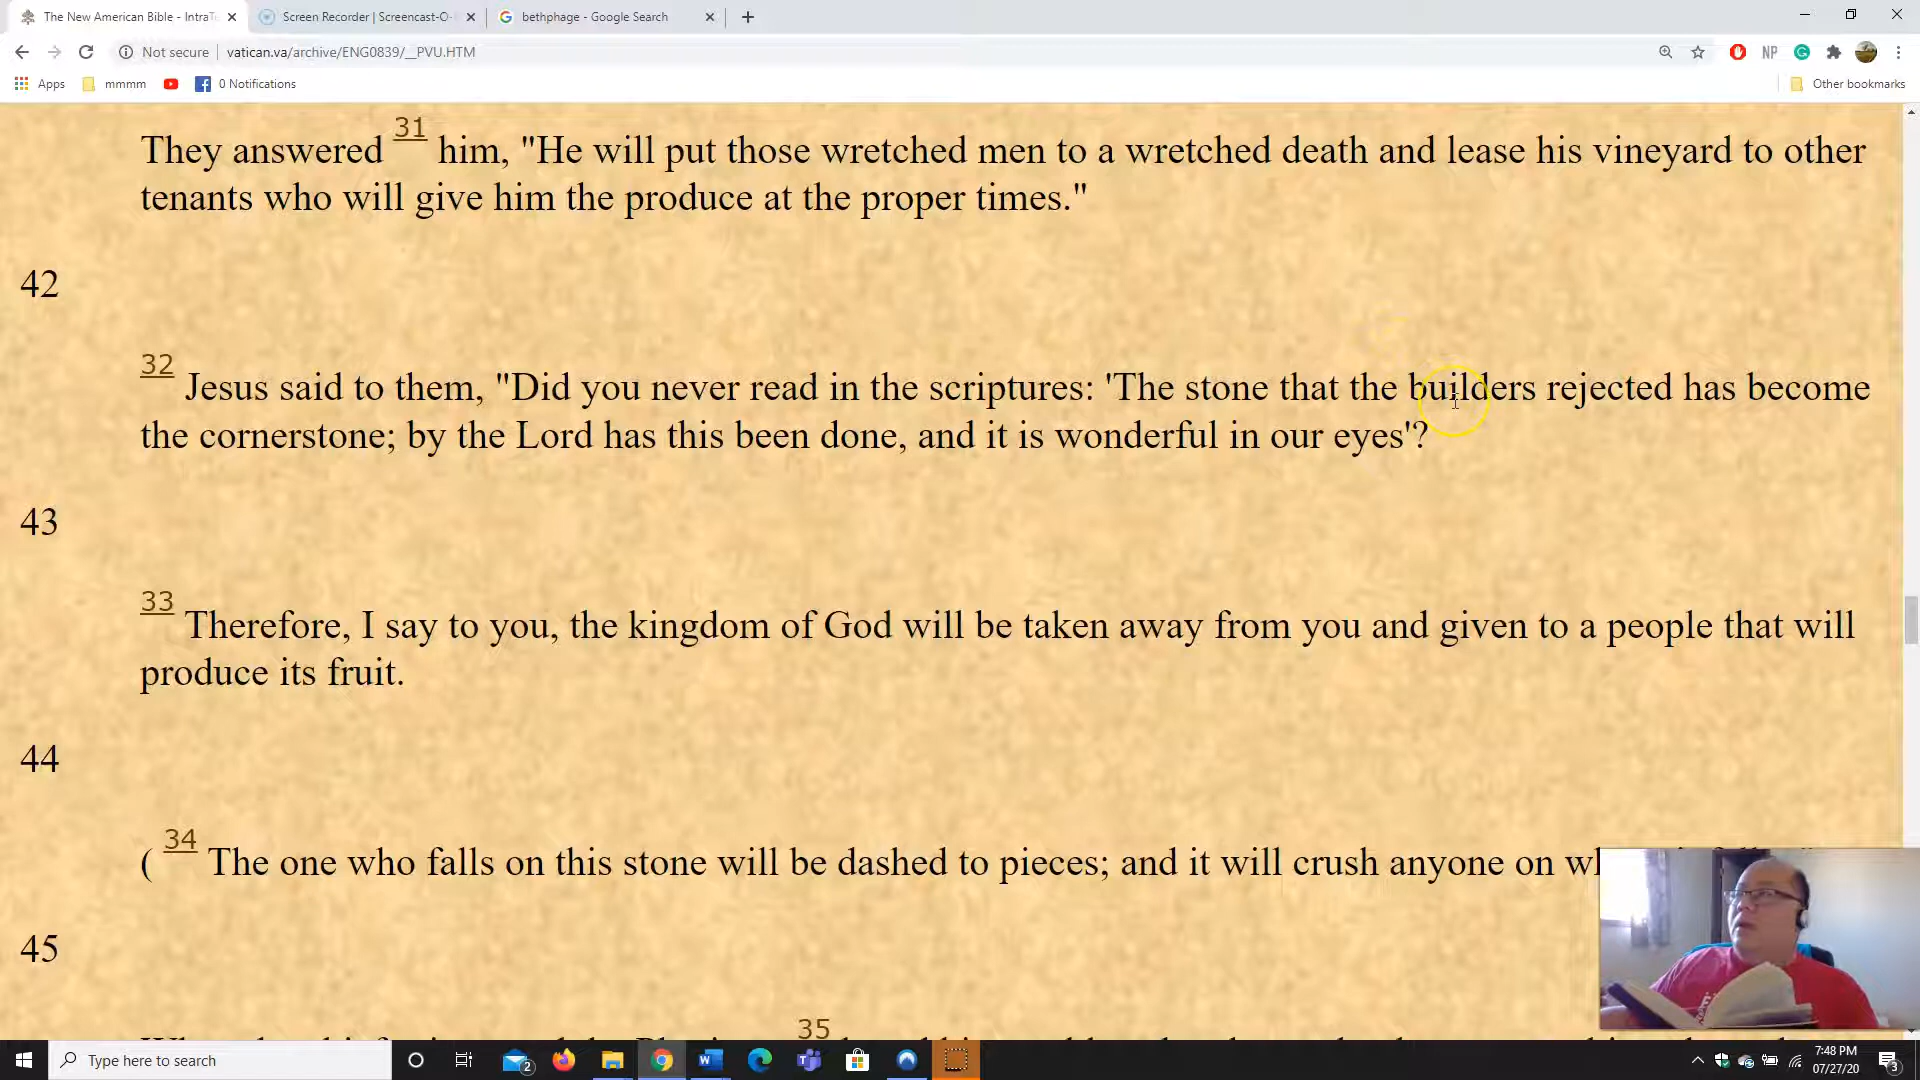 The New American Bible - IntraTe
Screen Recorder | Screencast-O-
bethphage - Google Search
Not secure
vatican.va/archive/ENG0839/__PVU.HTM
NP
Apps
mmmm
0 Notifications
Other bookmarks
They answered 31 him, "He will put those wretched men to a wretched death and lease his vineyard to other
tenants who will give him the produce at the proper times."
42
32 Jesus said to them, "Did you never read in the scriptures: 'The stone that the builders rejected has become
the cornerstone; by the Lord has this been done, and it is wonderful in our eyes'?
43
33 Therefore, I say to you, the kingdom of God will be taken away from you and given to a people that will
produce its fruit.
44
( 34 The one who falls on this stone will be dashed to pieces; and it will crush anyone on
45
35
Type here to search
2
7:48 PM
07/27/20
3